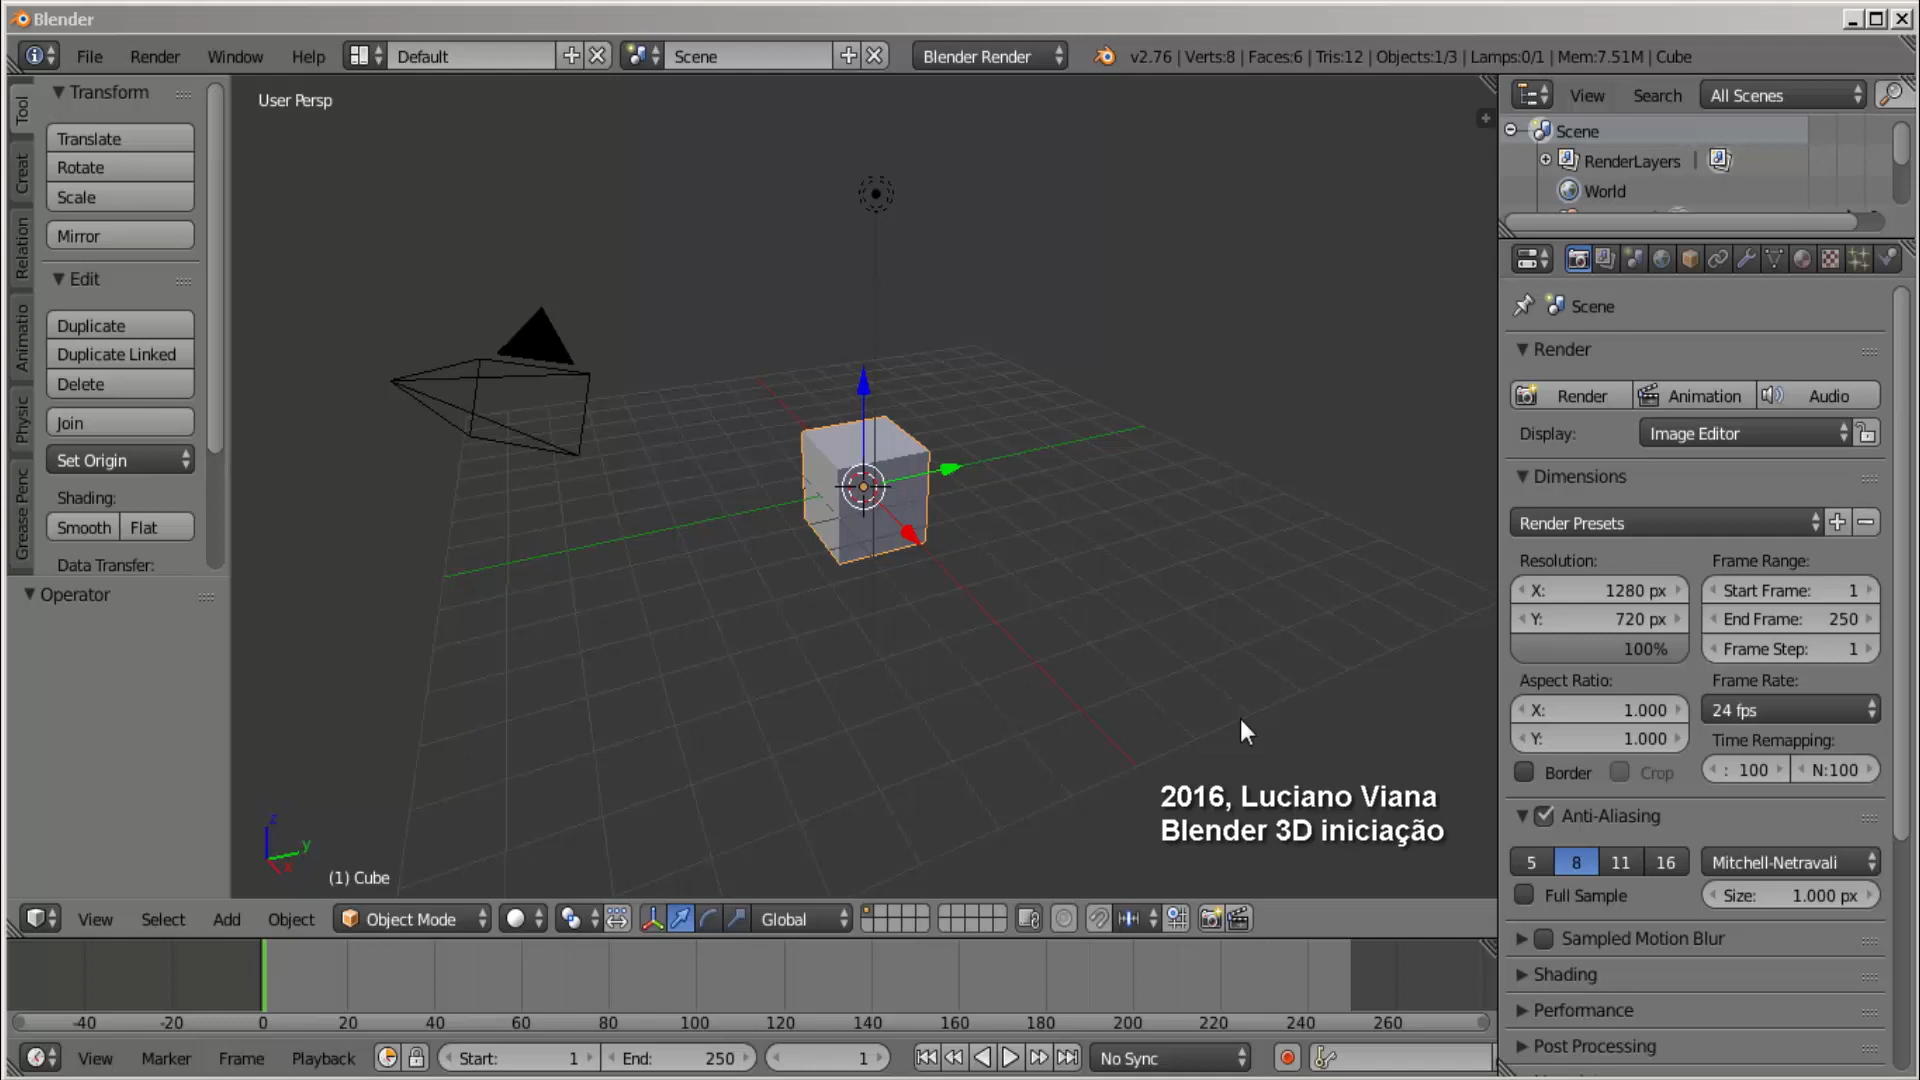 Blender
File Render Window Help Default Scene Blender Render v2.76 | Verts:8 | Faces:6 | Tris:12 | Objects:1/3 | Lamps:0/1 | Mem:7.51M | Cube
Tool
Creat
Relation
Animatio
Physic
Grease Penc
Transform
Translate
Rotate
Scale
Mirror
Edit
Duplicate
Duplicate Linked
Delete
Join
Set Origin
Shading:
Smooth Flat
Data Transfer:
Operator
User Persp
2016, Luciano Viana
Blender 3D iniciação
z
y
x
(1) Cube
View Select Add Object Object Mode Global
-40 -20 0 20 40 60 80 100 120 140 160 180 200 220 240 260
View Marker Frame Playback Start: 1 End: 250 1 No Sync
View Search All Scenes
Scene
RenderLayers |
World
Scene
Render
Render Animation Audio
Display: Image Editor
Dimensions
Render Presets
Resolution: Frame Range:
X: 1280 px Start Frame: 1
Y: 720 px End Frame: 250
100% Frame Step: 1
Aspect Ratio: Frame Rate:
X: 1.000 24 fps
Y: 1.000 Time Remapping:
Border Crop : 100 N:100
Anti-Aliasing
5 8 11 16 Mitchell-Netravali
Full Sample Size: 1.000 px
Sampled Motion Blur
Shading
Performance
Post Processing